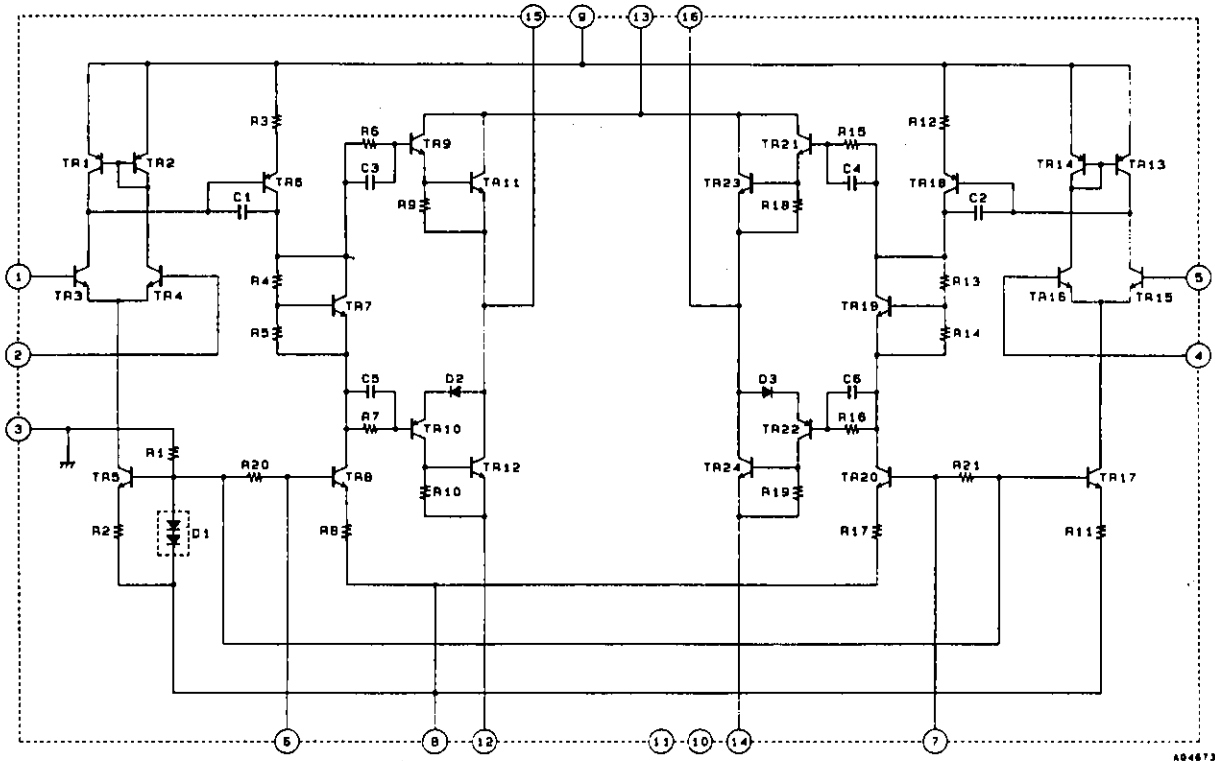 15 9 13 16
R3 R6 TR9 TR21 R15 R12
TR1 TR2 TR6 C3 TR11 TR23 C4 TR18 TR14 TR13
C1 R9 R18 C2
1 TR3 TR4 R4 TR7 TR19 R13 TR16 TR15 5
R5 R14
2 4
C5 D2 D3 C6
3 R1 R7 TR10 TR22 R16
TR5 R20 TR8 TR12 TR24 TR20 R21 TR17
R10 R19
R2 D1 R8 R17 R11
6 8 12 11 10 14 7
A04673